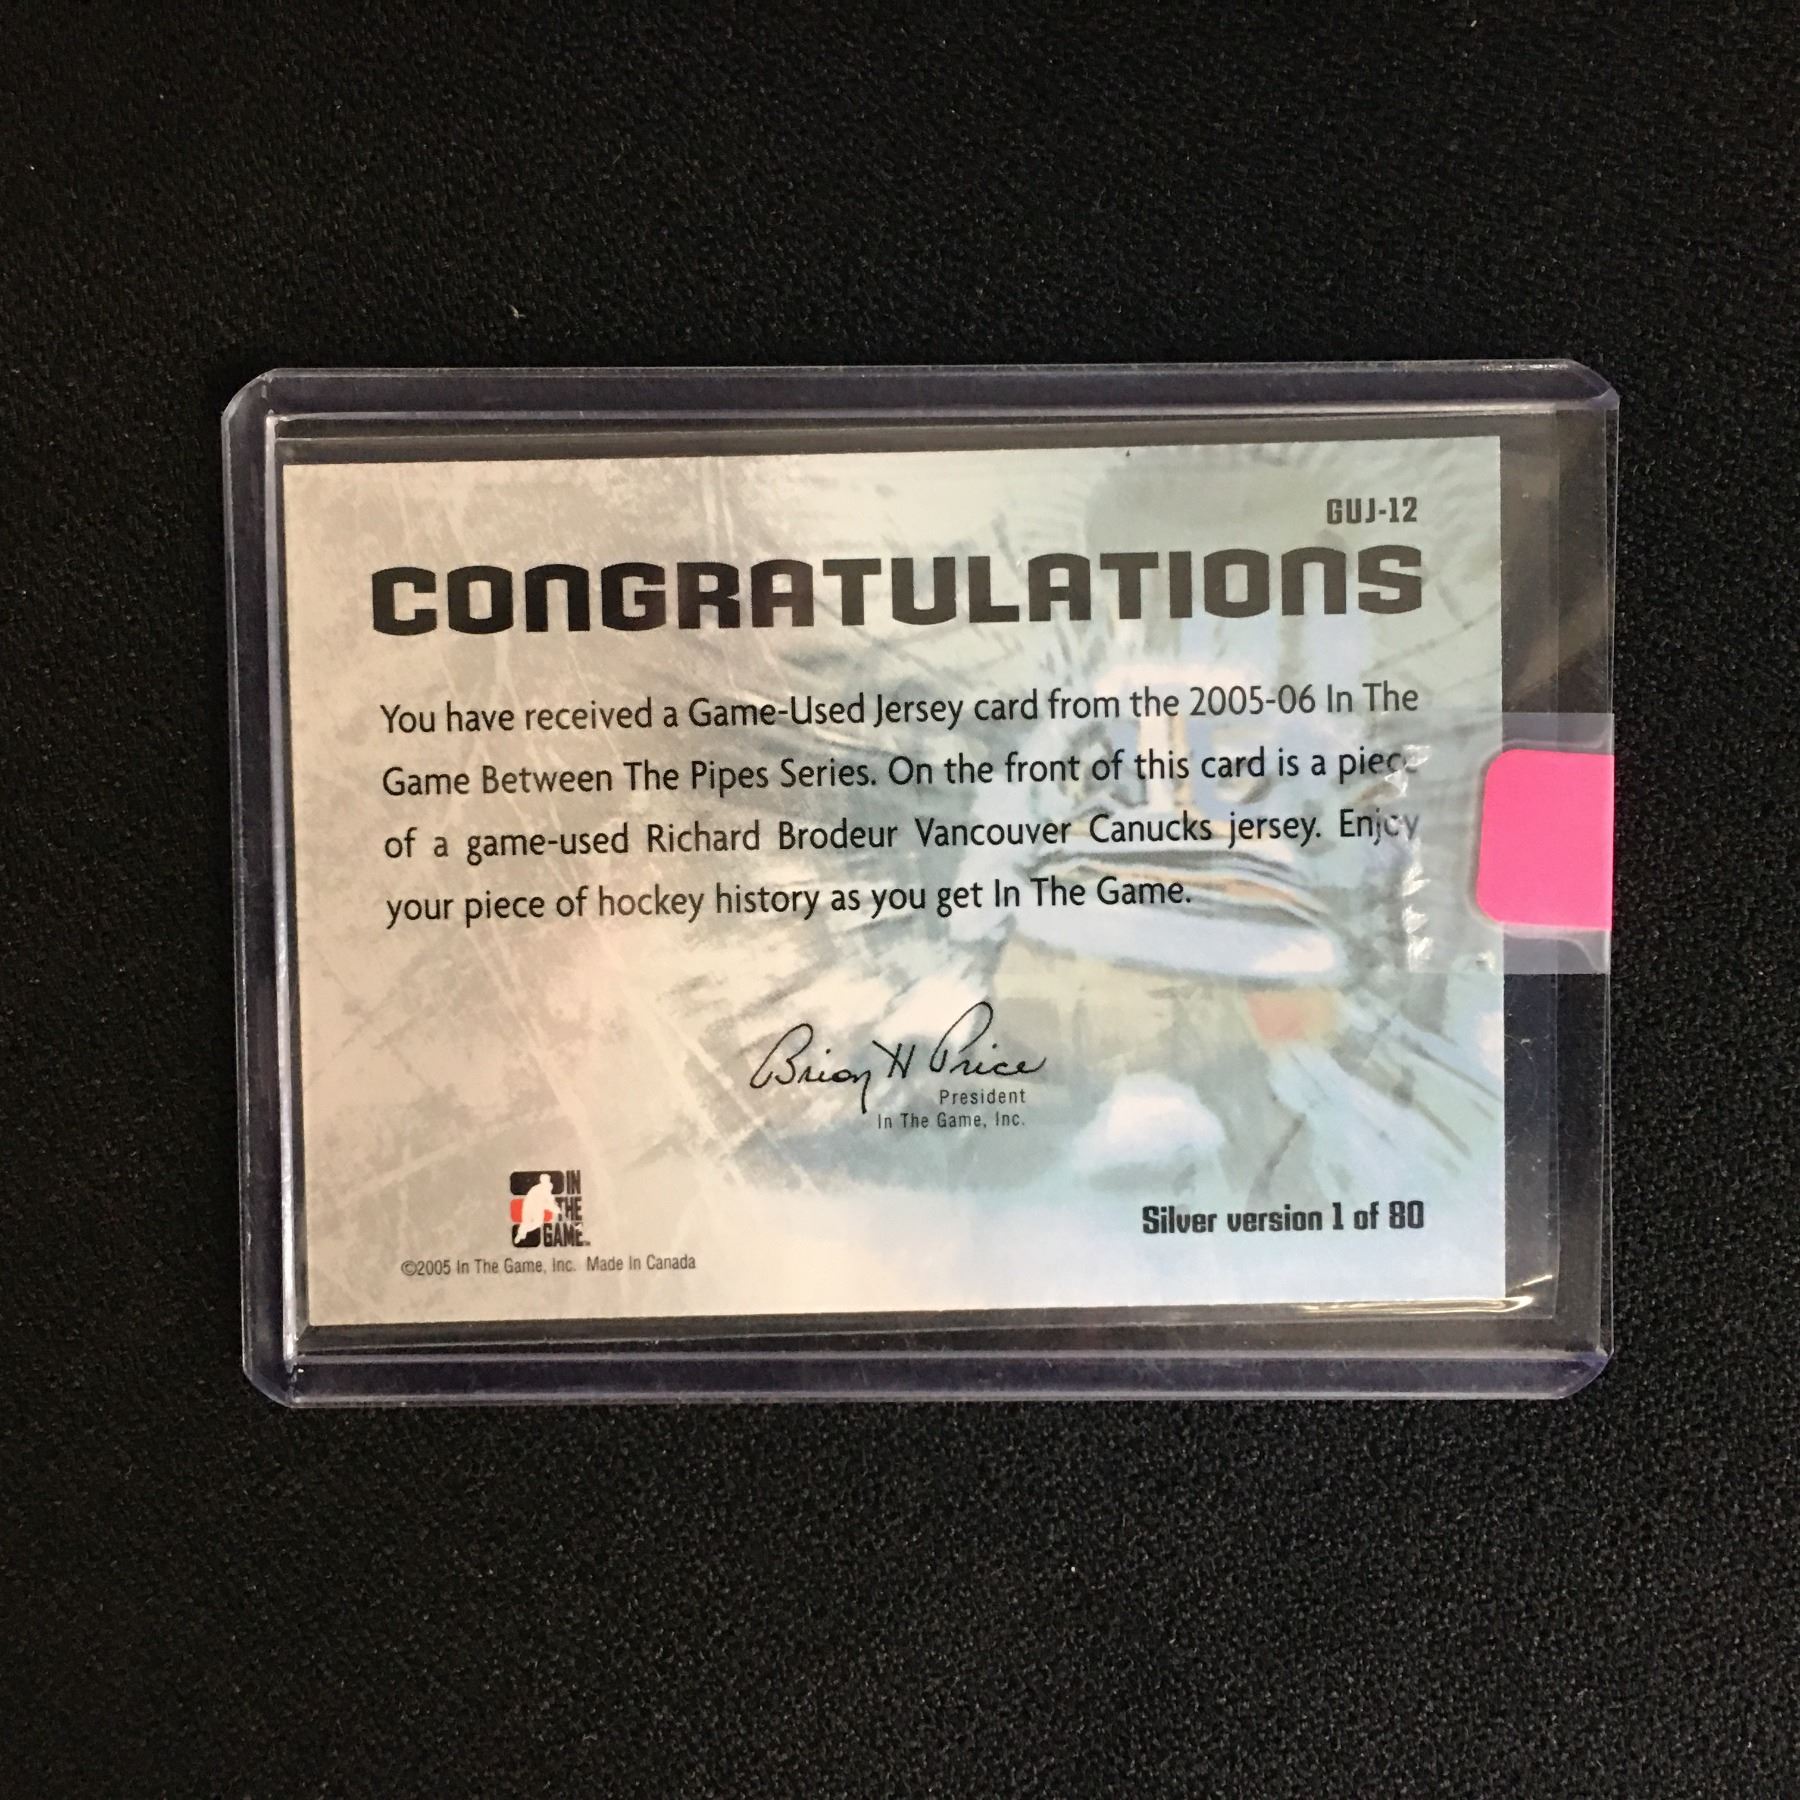 GUJ-12
CONGRATULATIONS
You have received a Game-Used Jersey card from the 2005-06 In The
Game Between The Pipes Series. On the front of this card is a piece
of a game-used Richard Brodeur Vancouver Canucks jersey. Enjoy
your piece of hockey history as you get In The Game.
Brian H Price
President
In The Game, Inc.
IN
THE
GAME
Silver version 1 of 80
©2005 In The Game, Inc. Made In Canada